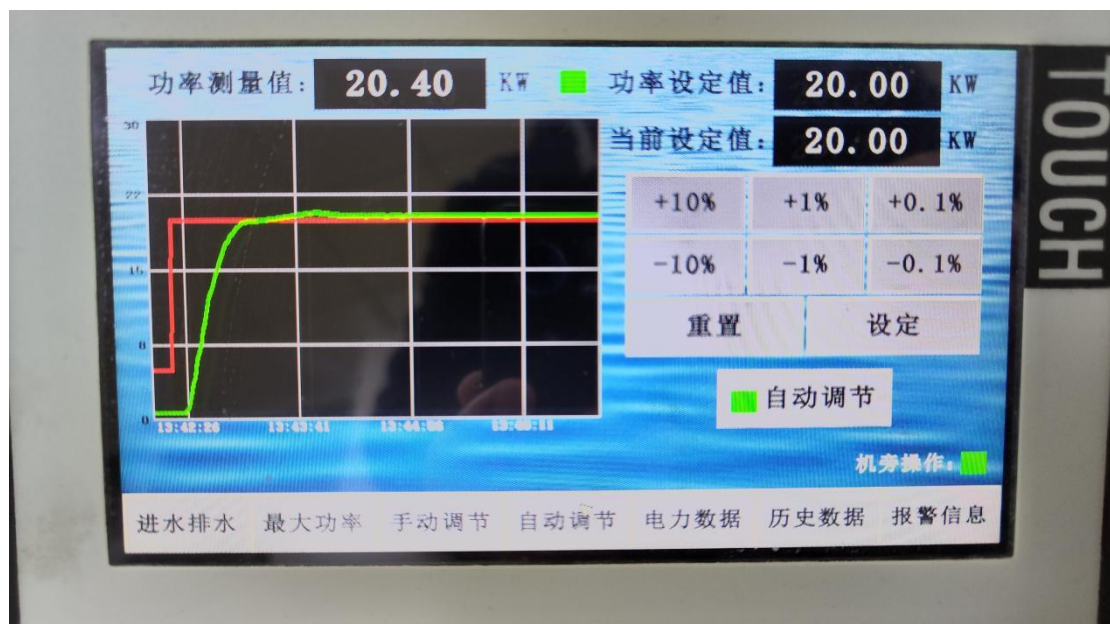 功率测量值: 20.40 KW
功率设定值: 20.00 KW
当前设定值: 20.00 KW
30
22
15
8
0
13:42:26 13:43:41
+10% +1% +0.1%
-10% -1% -0.1%
重置 设定
自动调节
机旁操作:
进水排水 最大功率 手动调节 自动调节 电力数据 历史数据 报警信息
TOUCH